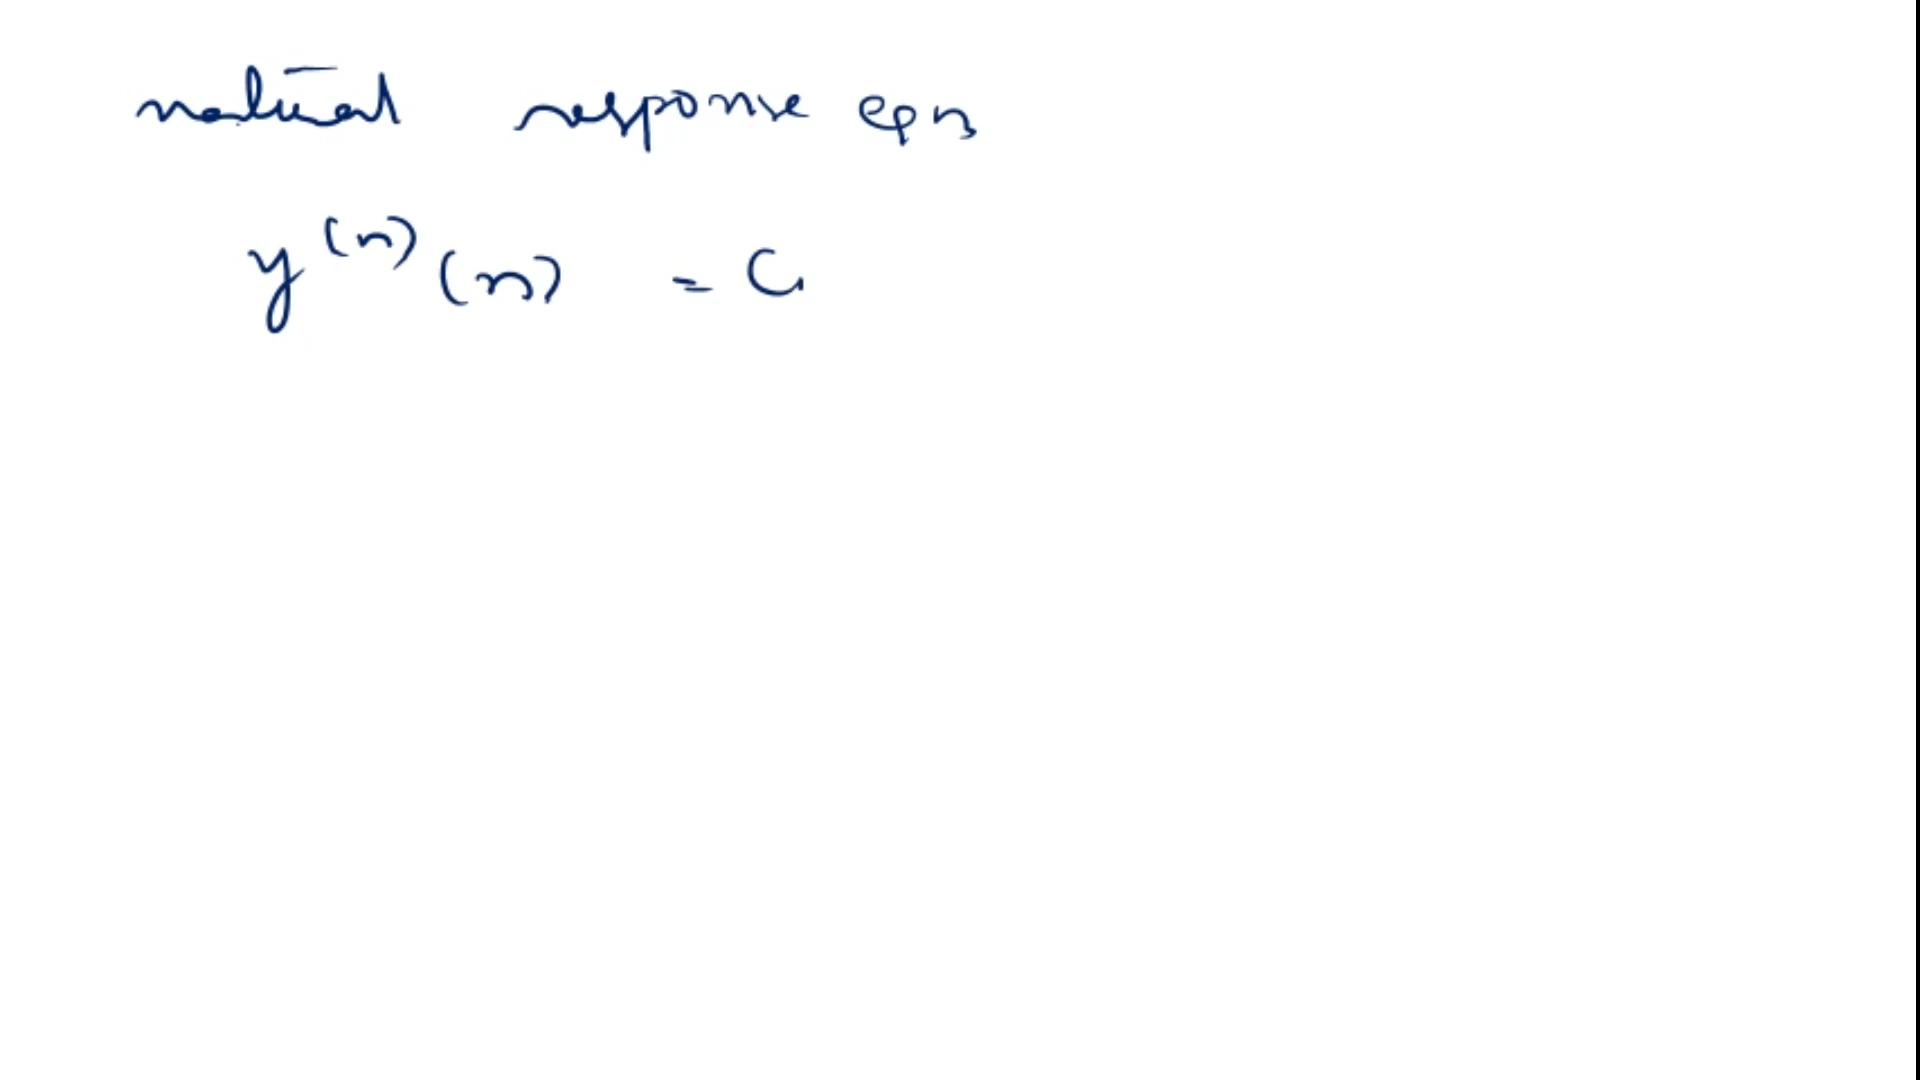 natural response eqn
y^(n) (n) = C